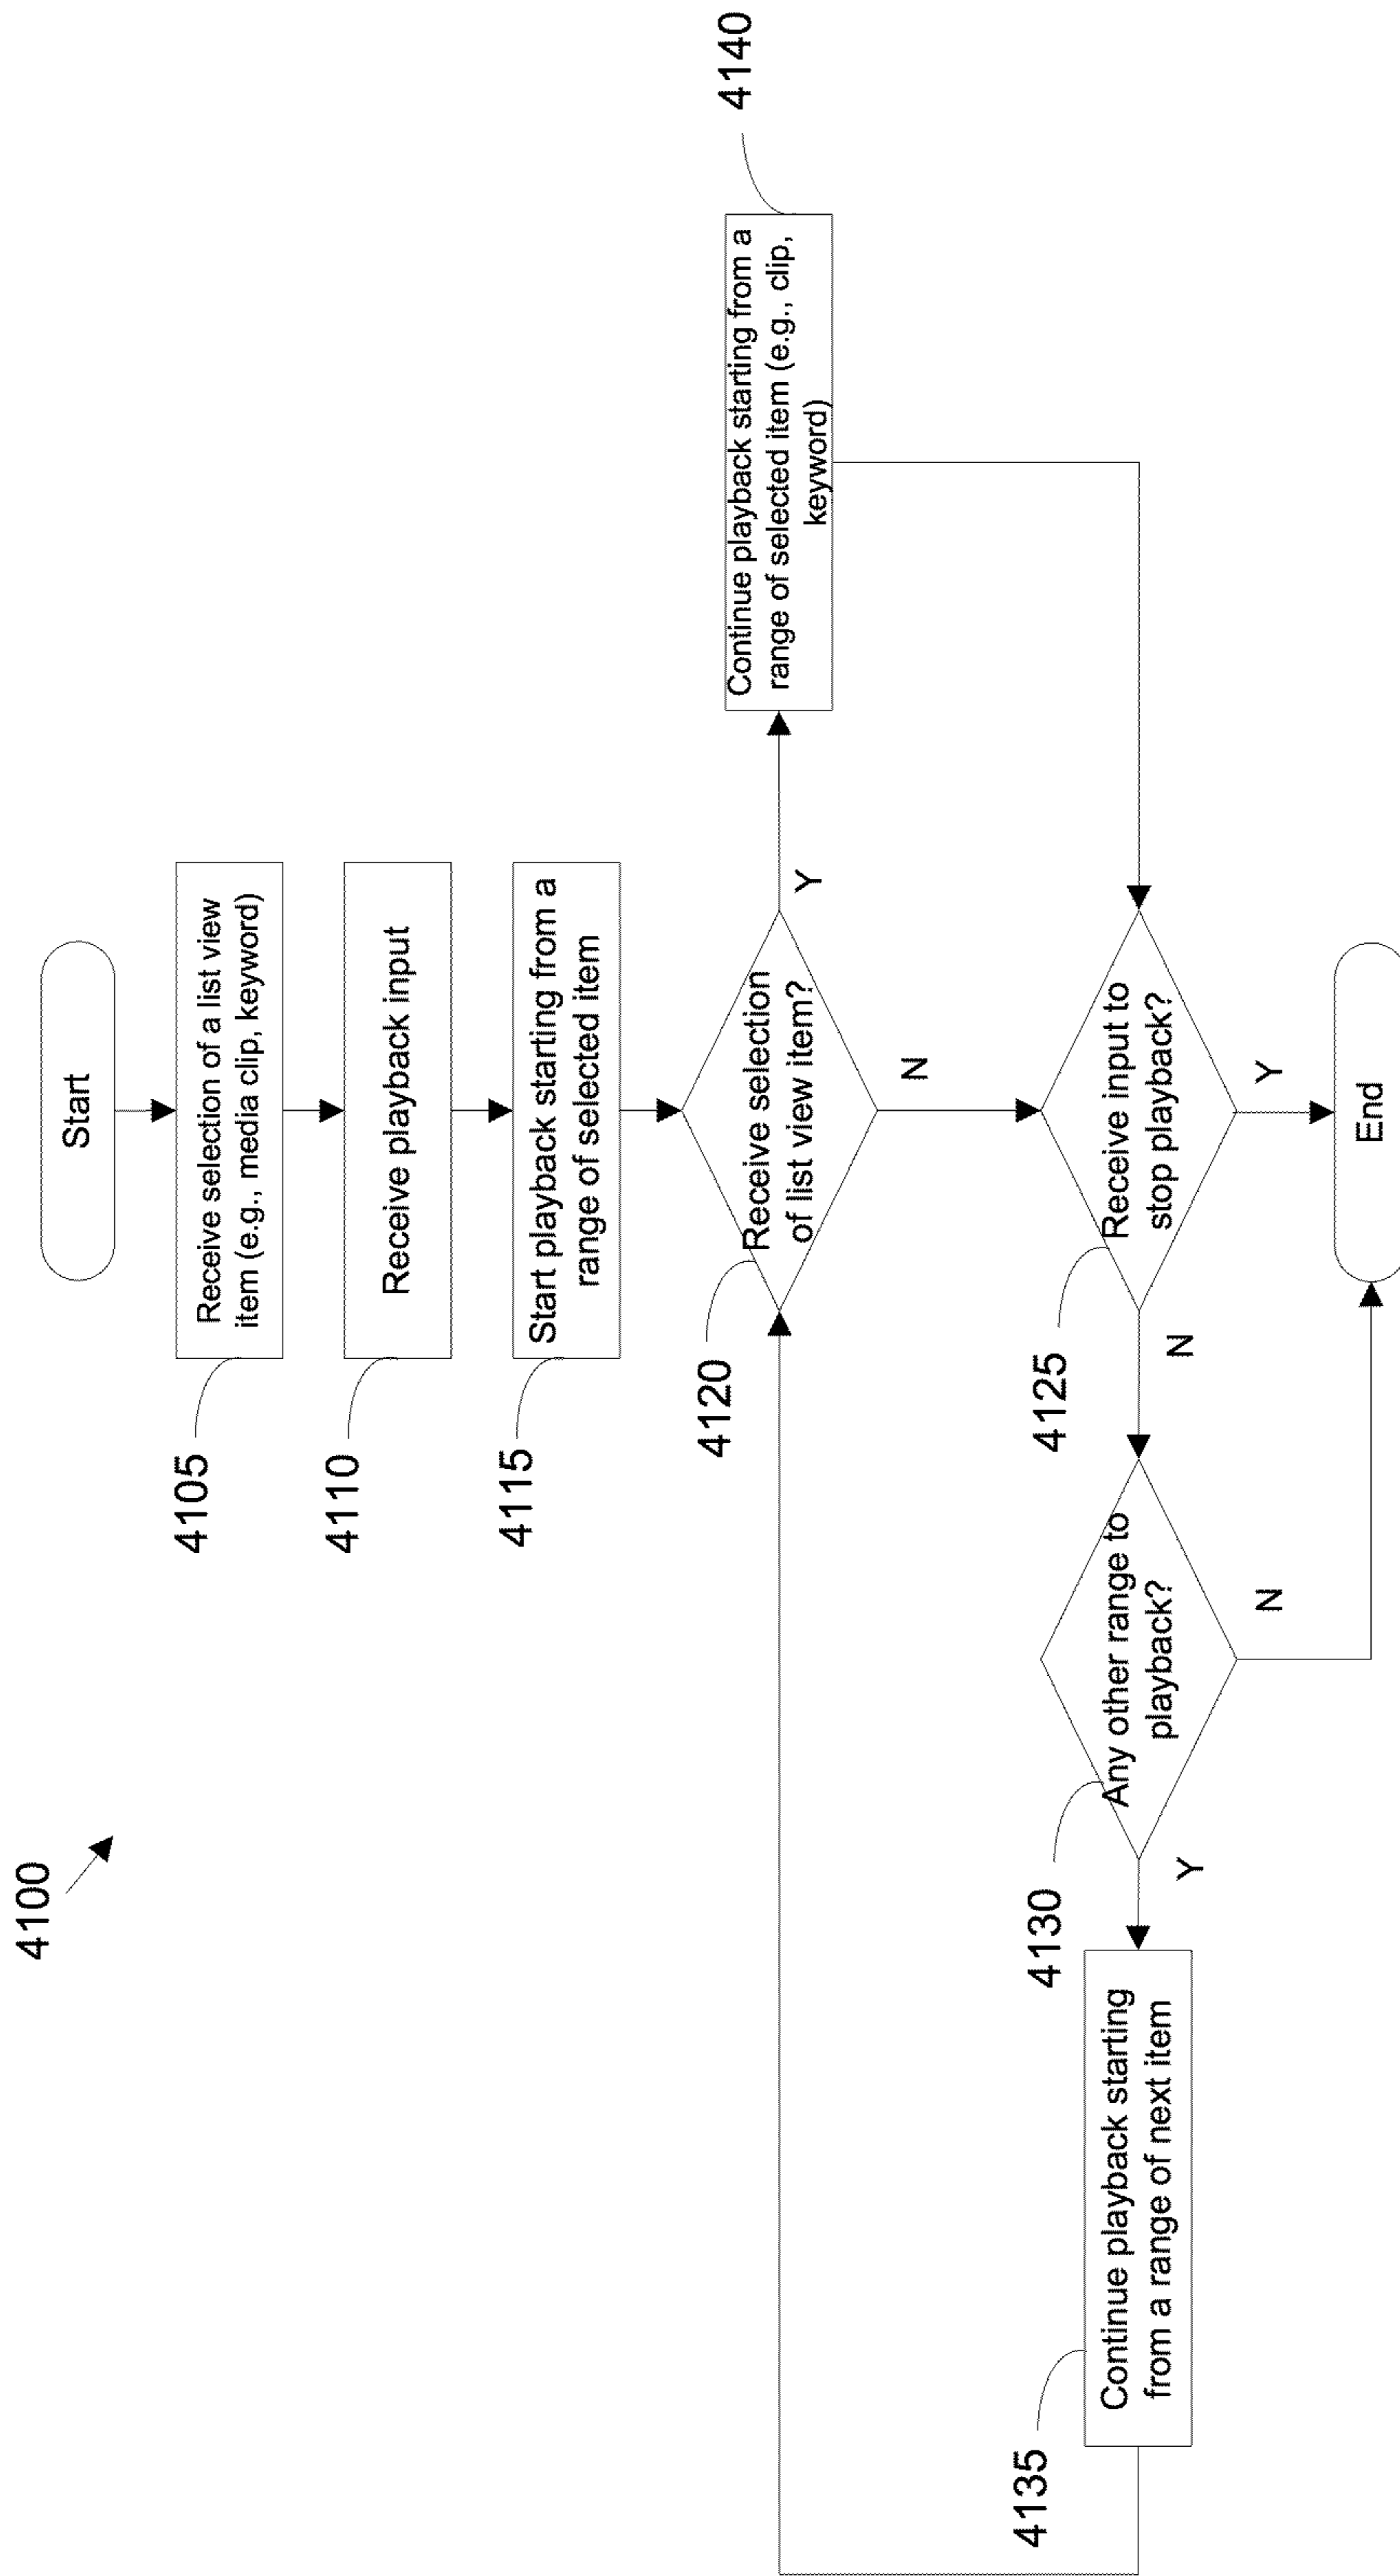 4100
Start
4105
Receive selection of a list view
item (e.g., media clip, keyword)
4110
Receive playback input
4115
Start playback starting from a
range of selected item
4120
Receive selection
of list view item?
Y
N
4140
Continue playback starting from a
range of selected item (e.g., clip,
keyword)
4125
Receive input to
stop playback?
N
Y
4130
Any other range to
playback?
Y
N
4135
Continue playback starting
from a range of next item
End